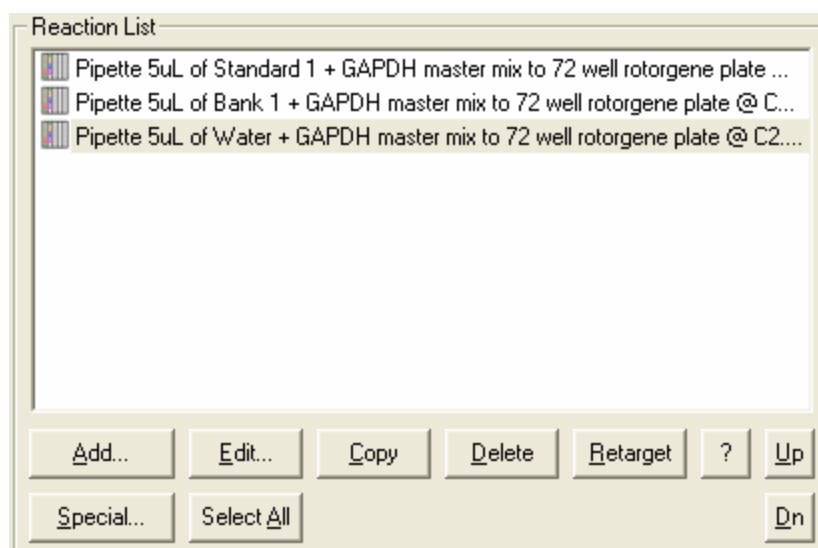 Reaction List
Pipette 5uL of Standard 1 + GAPDH master mix to 72 well rotorgene plate ...
Pipette 5uL of Bank 1 + GAPDH master mix to 72 well rotorgene plate @ C...
Pipette 5uL of Water + GAPDH master mix to 72 well rotorgene plate @ C2....
Add... Edit... Copy Delete Retarget ? Up
Special... Select All Dn